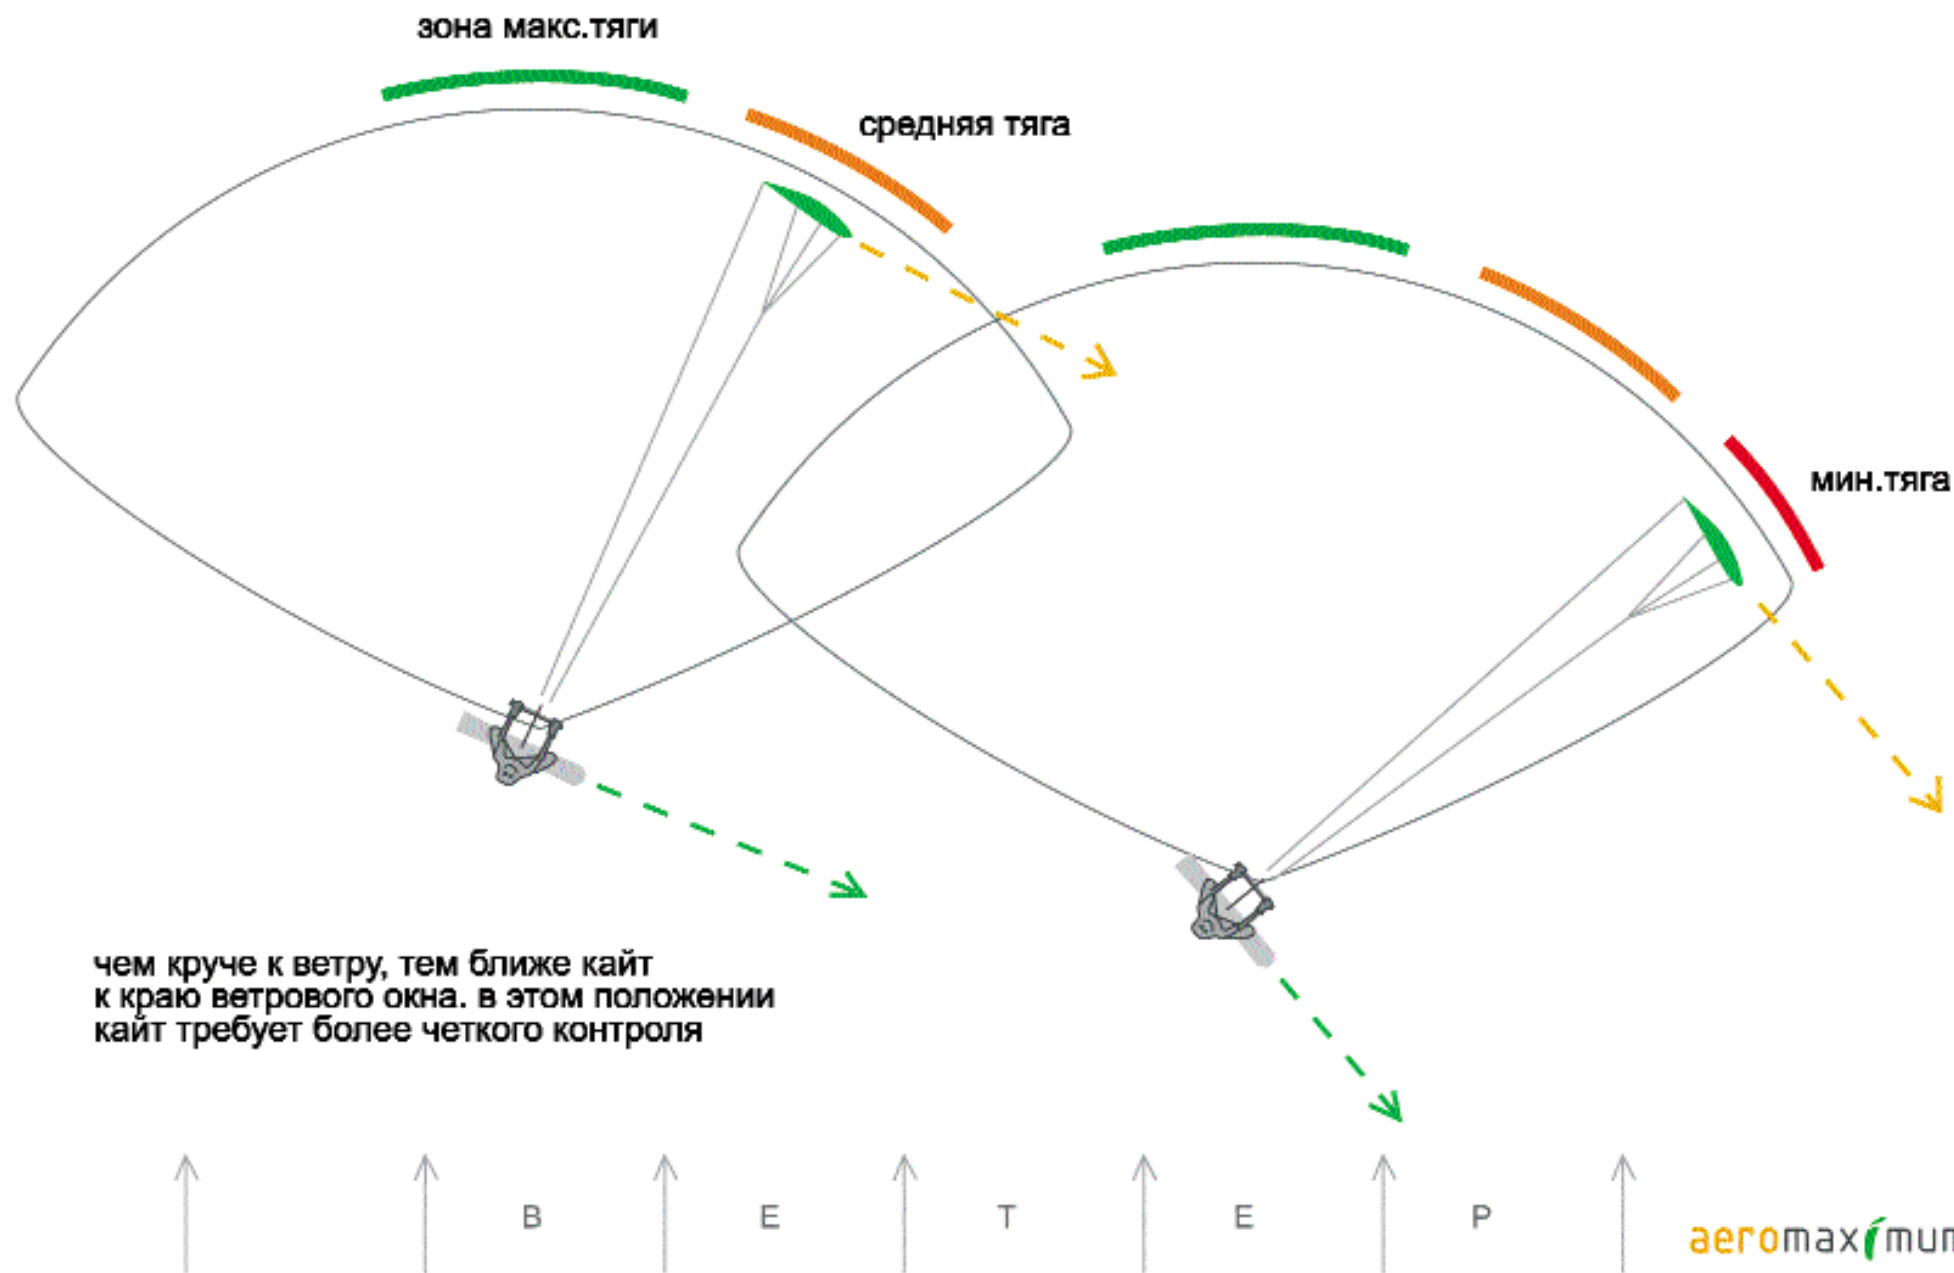 зона макс.тяги
средняя тяга
мин.тяга
чем круче к ветру, тем ближе кайт
к краю ветрового окна. в этом положении
кайт требует более четкого контроля
В Е Т Е Р
aeromaximum